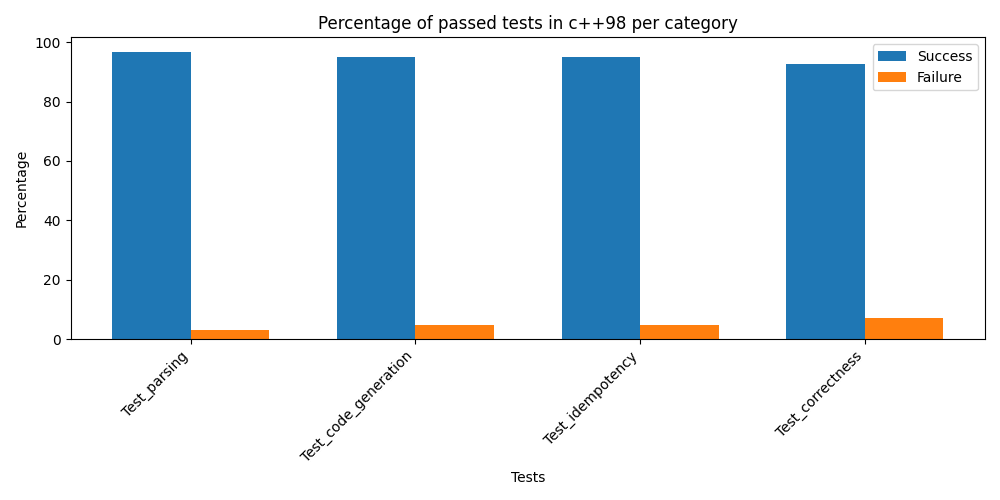 Percentage of passed tests in c++98 per category
Success
Failure
100
80
60
40
20
0
Percentage
Test_parsing
Test_code_generation
Test_idempotency
Test_correctness
Tests